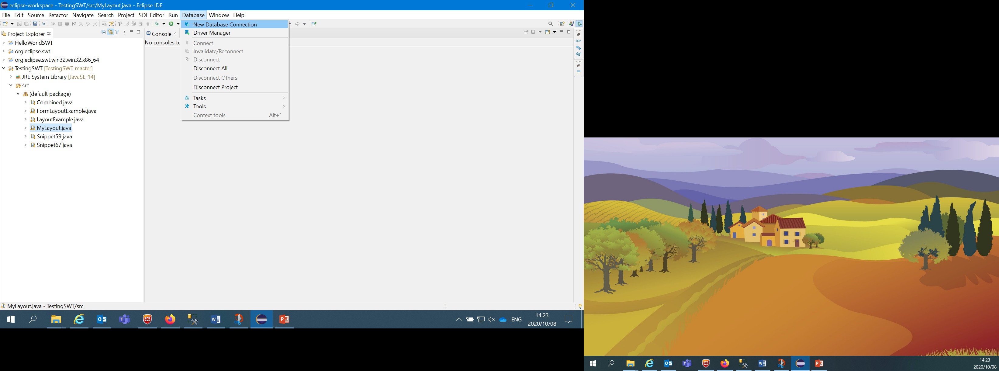 eclipse-workspace - TestingSWT/src/MyLayout.java - Eclipse IDE
File Edit Source Refactor Navigate Search Project SQL Editor Run Database Window Help
New Database Connection
Driver Manager
Connect
Invalidate/Reconnect
Disconnect
Disconnect All
Disconnect Others
Disconnect Project
Tasks
Tools
Context tools Alt+`
Project Explorer
HelloWorldSWT
org.eclipse.swt
org.eclipse.swt.win32.win32.x86_64
TestingSWT [TestingSWT master]
JRE System Library [JavaSE-14]
src
(default package)
Combined.java
FormLayoutExample.java
LayoutExample.java
MyLayout.java
Snippet59.java
Snippet67.java
Console
No consoles to
(x)=
MyLayout.java - TestingSWT/src
ENG
14:23
2020/10/08
14:23
2020/10/08